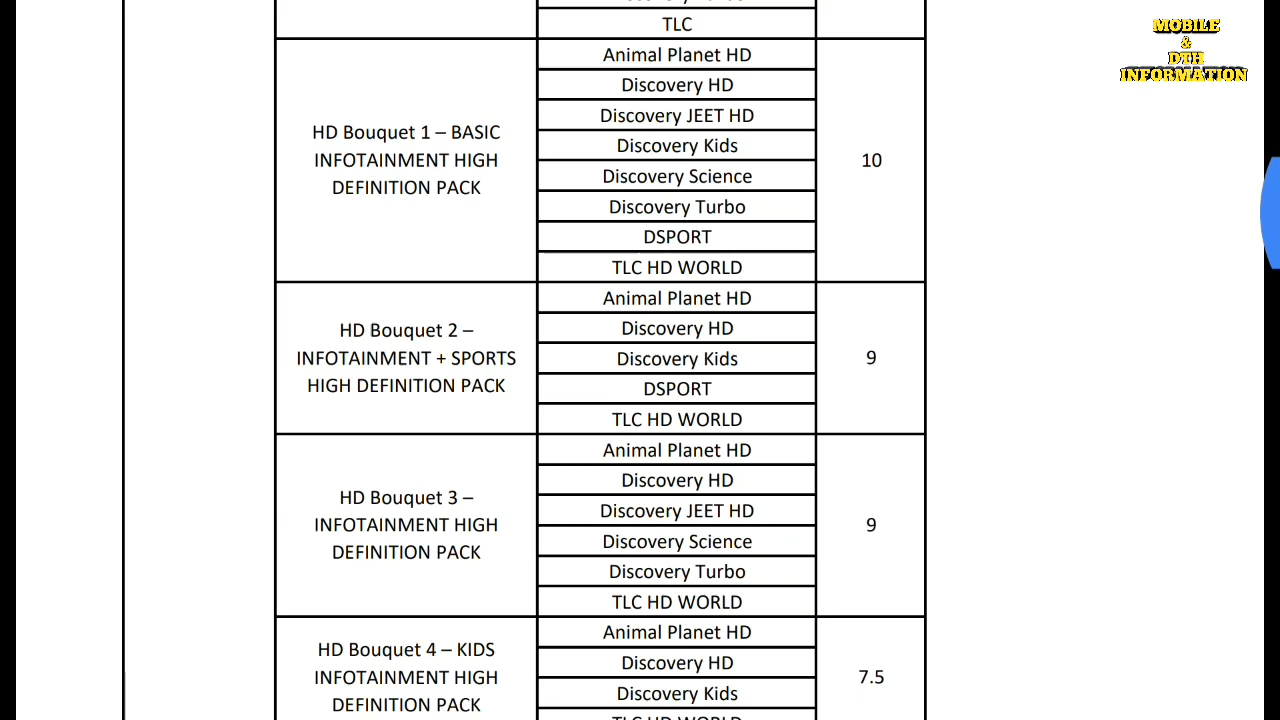 TLC
HD Bouquet 1 – BASIC
INFOTAINMENT HIGH
DEFINITION PACK
Animal Planet HD
Discovery HD
Discovery JEET HD
Discovery Kids
Discovery Science
Discovery Turbo
DSPORT
TLC HD WORLD
10
HD Bouquet 2 –
INFOTAINMENT + SPORTS
HIGH DEFINITION PACK
Animal Planet HD
Discovery HD
Discovery Kids
DSPORT
TLC HD WORLD
9
HD Bouquet 3 –
INFOTAINMENT HIGH
DEFINITION PACK
Animal Planet HD
Discovery HD
Discovery JEET HD
Discovery Science
Discovery Turbo
TLC HD WORLD
9
HD Bouquet 4 – KIDS
INFOTAINMENT HIGH
DEFINITION PACK
Animal Planet HD
Discovery HD
Discovery Kids
TLC HD WORLD
7.5
MOBILE
&
DTH
INFORMATION